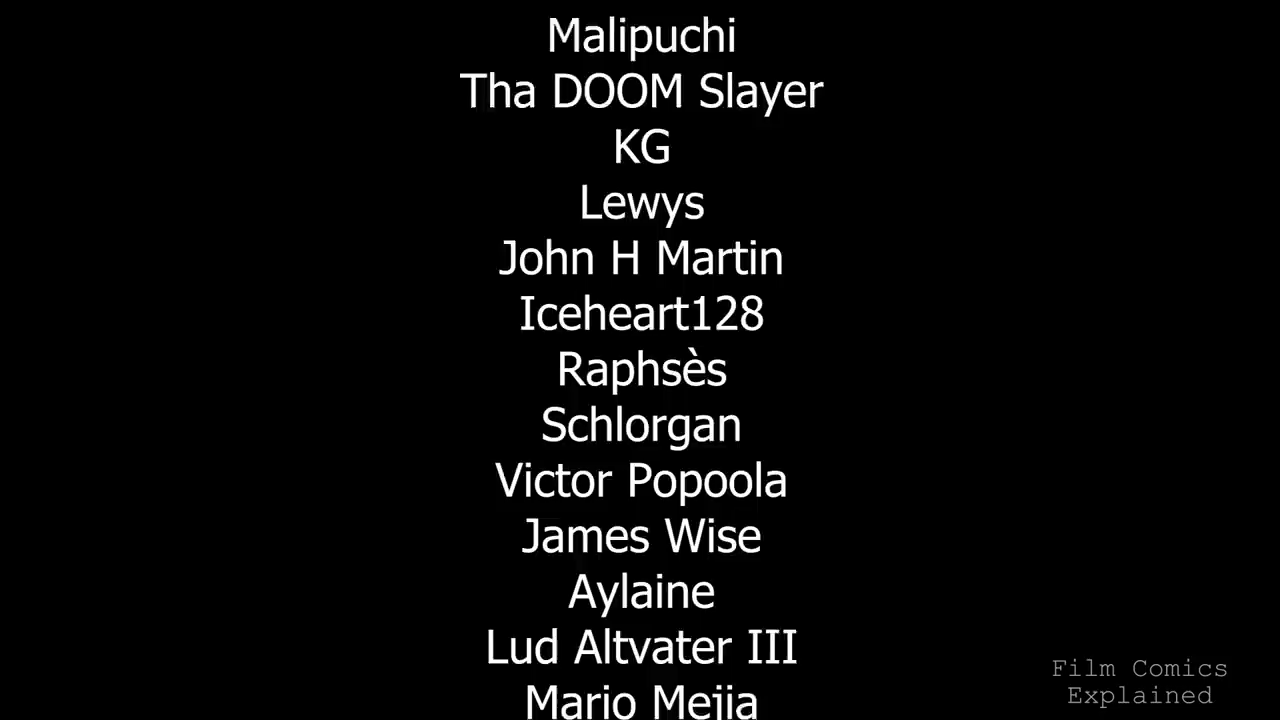 Malipuchi
Tha DOOM Slayer
KG
Lewys
John H Martin
Iceheart128
Raphsès
Schlorgan
Victor Popoola
James Wise
Aylaine
Lud Altvater III
Mario Mejia
Film Comics
Explained